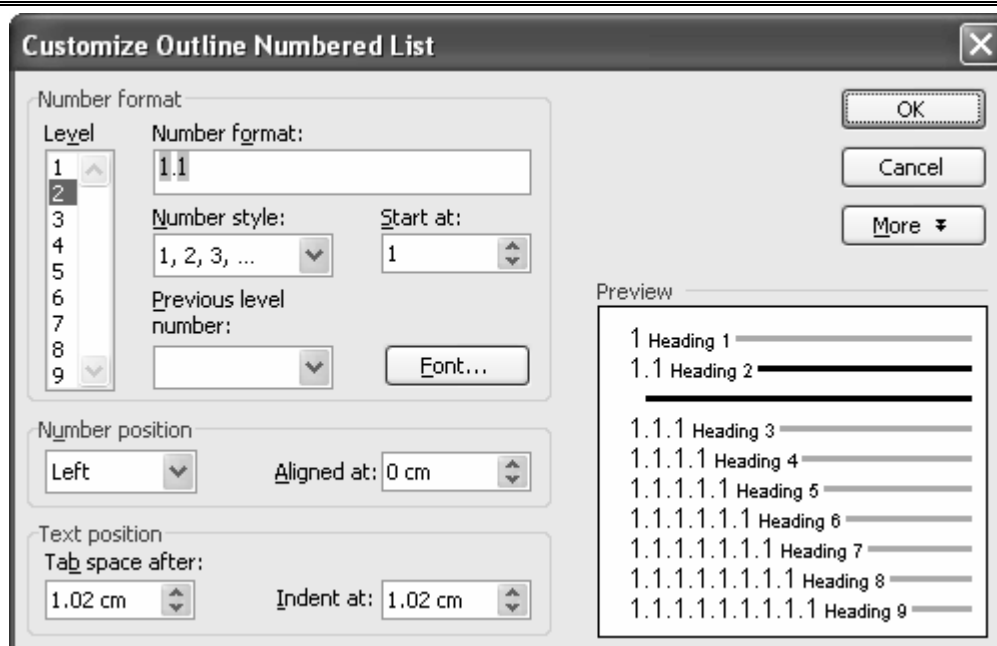 Customize Outline Numbered List
Number format
Level
1
2
3
4
5
6
7
8
9
Number format:
1.1
Number style:
1, 2, 3, ...
Start at:
1
Previous level
number:
Font...
Number position
Left
Aligned at:
0 cm
Text position
Tab space after:
1.02 cm
Indent at:
1.02 cm
OK
Cancel
More
Preview
1 Heading 1
1.1 Heading 2
1.1.1 Heading 3
1.1.1.1 Heading 4
1.1.1.1.1 Heading 5
1.1.1.1.1.1 Heading 6
1.1.1.1.1.1.1 Heading 7
1.1.1.1.1.1.1.1 Heading 8
1.1.1.1.1.1.1.1.1 Heading 9